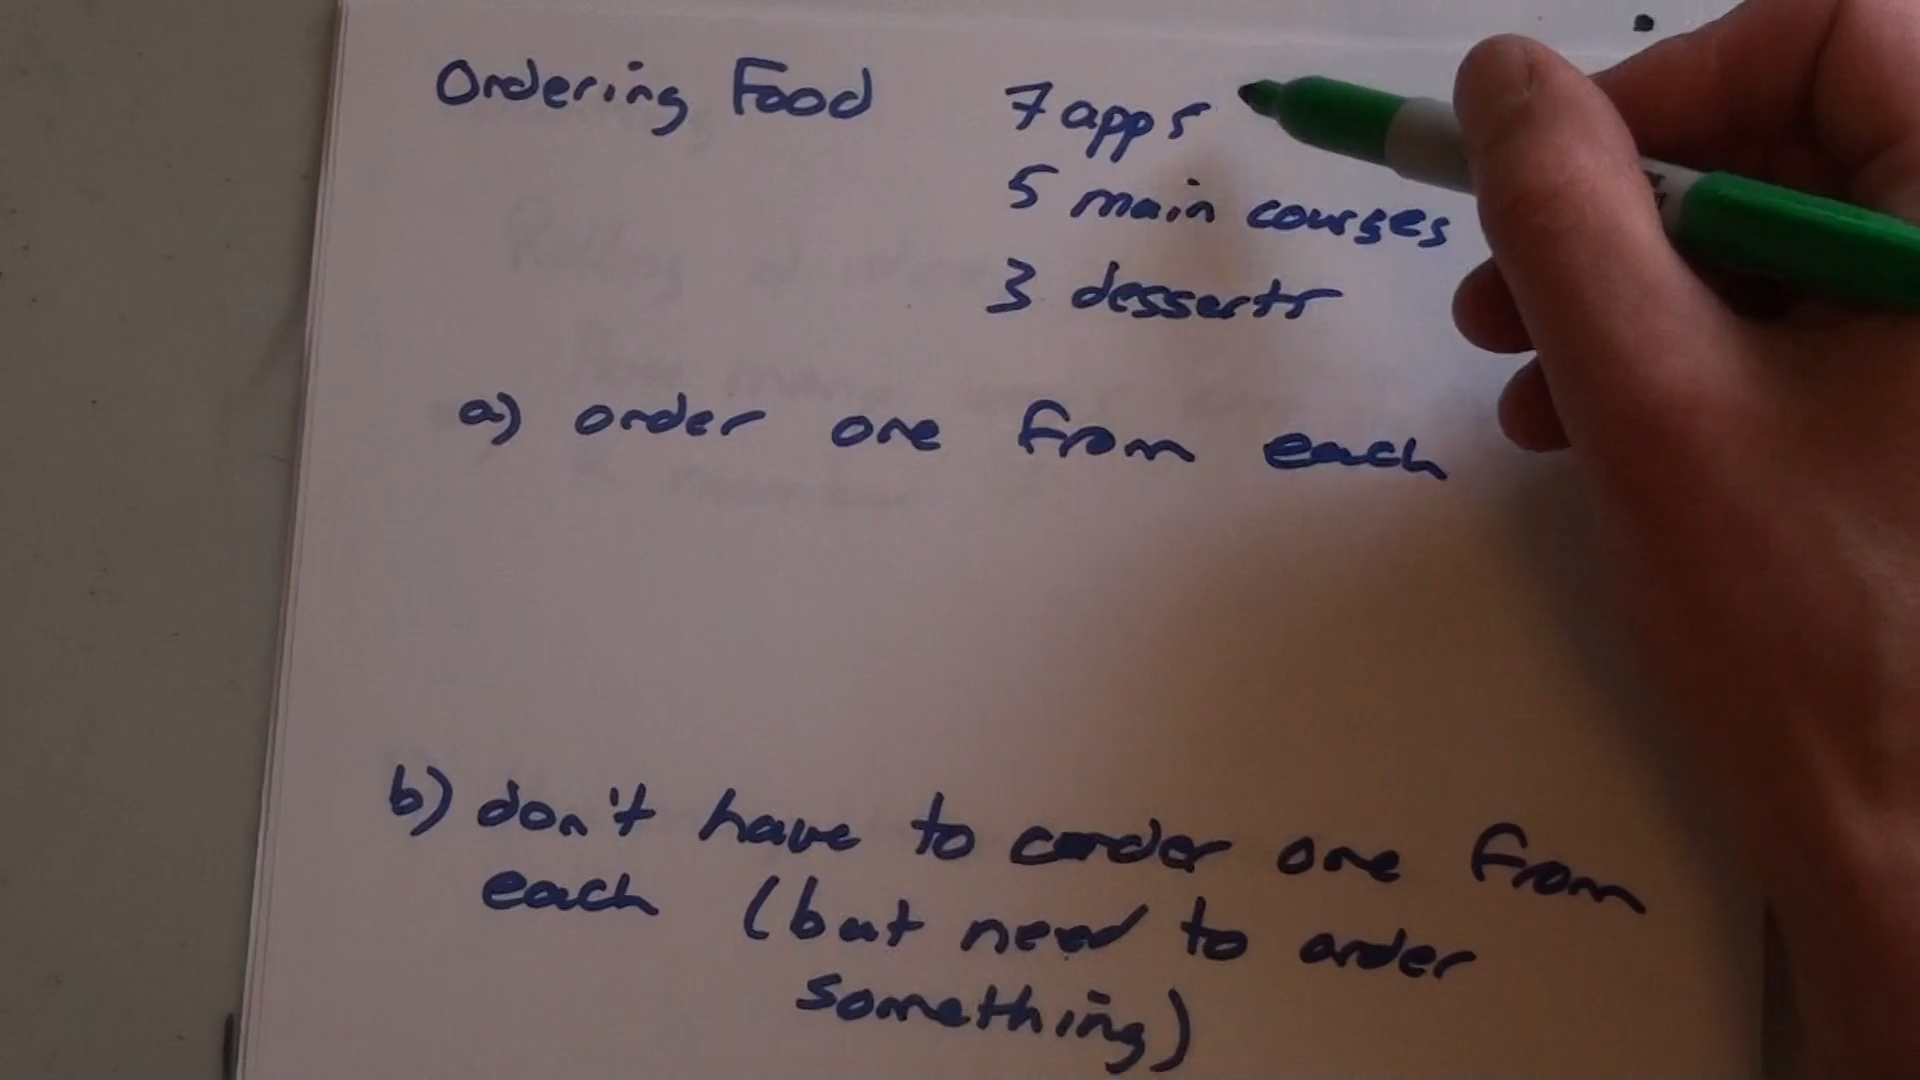 Ordering Food
7 apps
5 main courses
3 desserts
a) order one from each
b) don't have to order one from
each (but need to order
something)